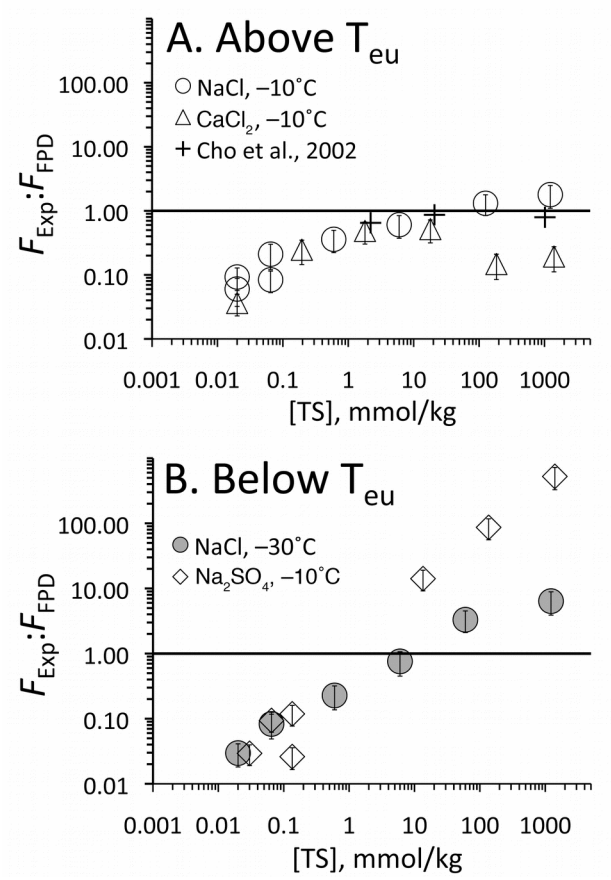 A. Above Teu
NaCl, –10˚C
CaCl2, –10˚C
Cho et al., 2002
100.00
10.00
1.00
0.10
0.01
FExp:FFPD
0.001 0.01 0.1 1 10 100 1000
[TS], mmol/kg
B. Below Teu
NaCl, –30˚C
Na2SO4, –10˚C
100.00
10.00
1.00
0.10
0.01
FExp:FFPD
0.001 0.01 0.1 1 10 100 1000
[TS], mmol/kg